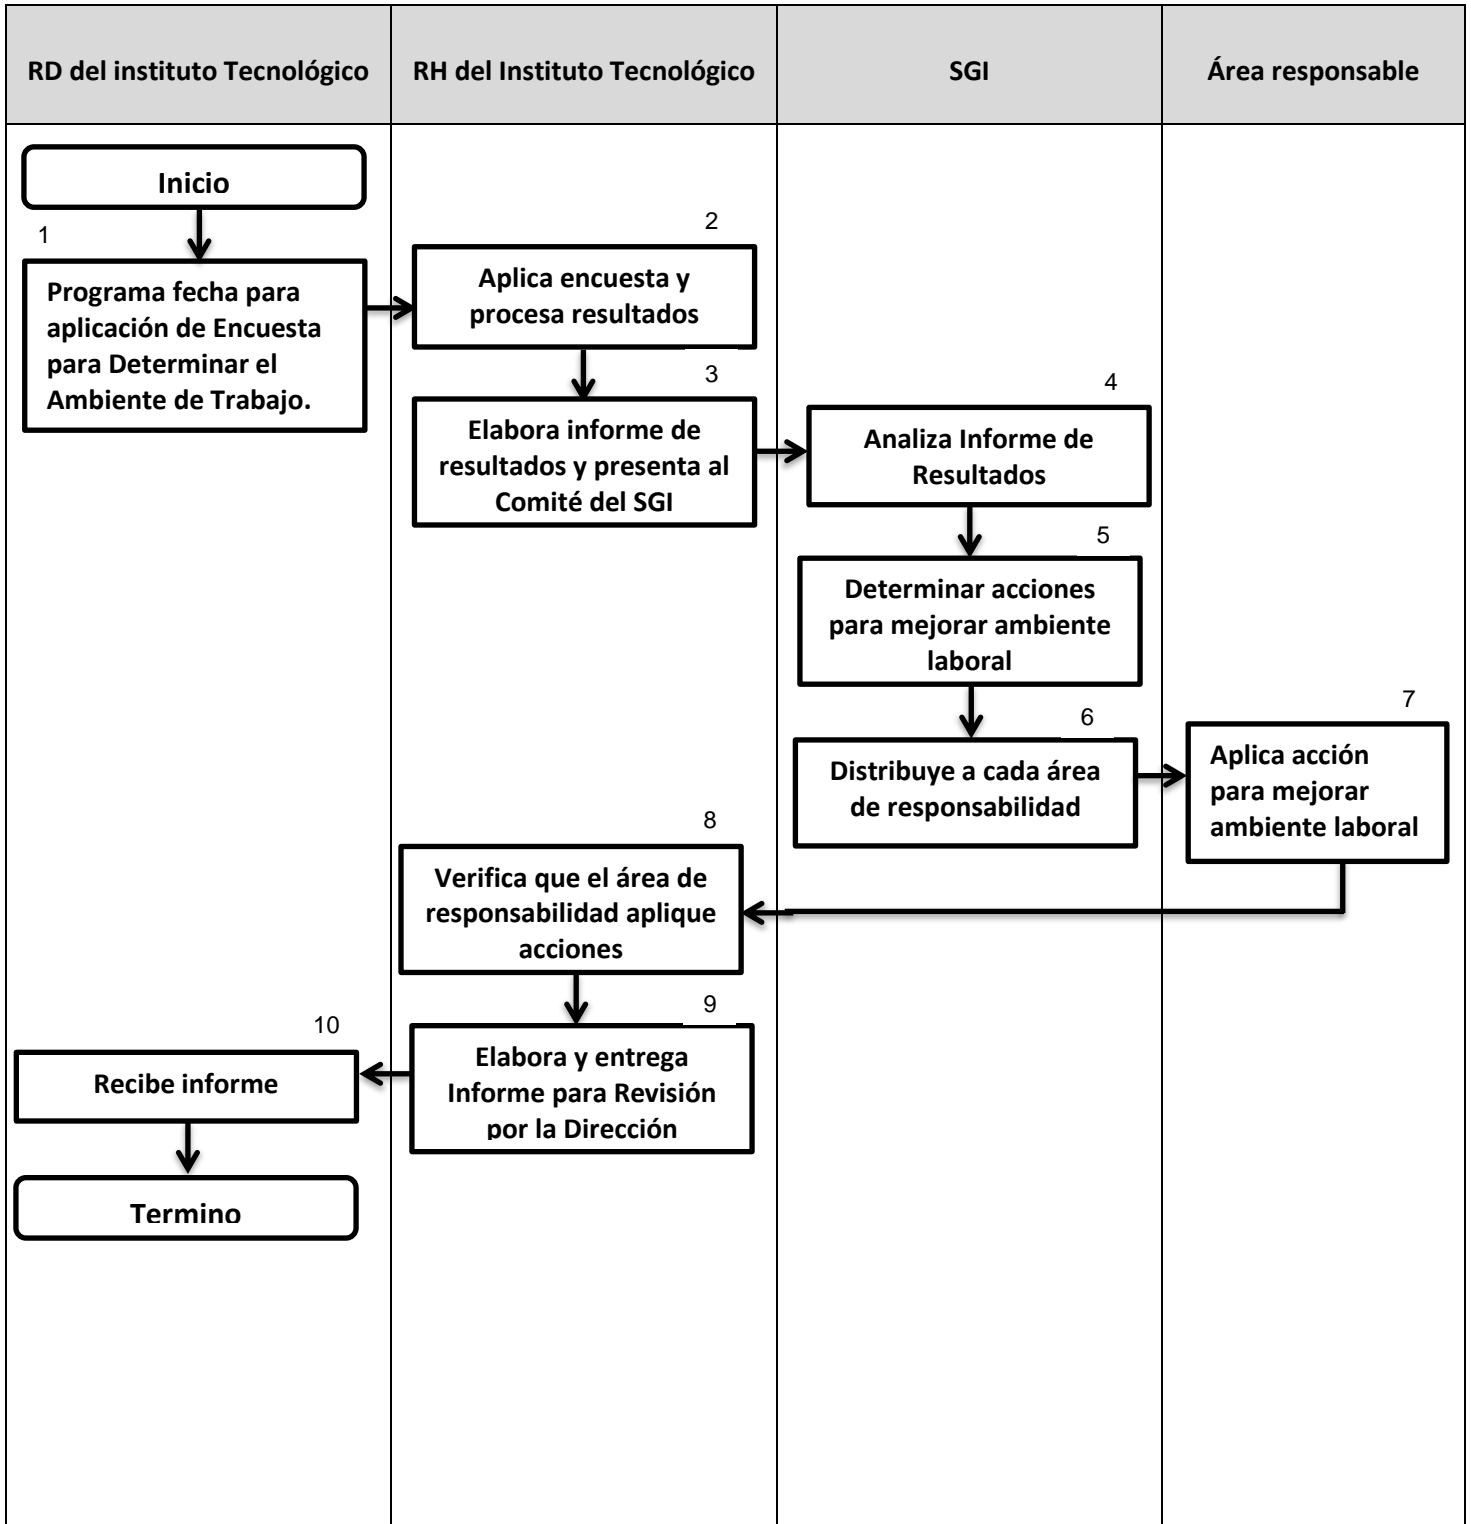 RD del instituto Tecnológico
RH del Instituto Tecnológico
SGI
Área responsable
Inicio
1
Programa fecha para
aplicación de Encuesta
para Determinar el
Ambiente de Trabajo.
2
Aplica encuesta y
procesa resultados
3
Elabora informe de
resultados y presenta al
Comité del SGI
4
Analiza Informe de
Resultados
5
Determinar acciones
para mejorar ambiente
laboral
6
Distribuye a cada área
de responsabilidad
7
Aplica acción
para mejorar
ambiente laboral
8
Verifica que el área de
responsabilidad aplique
acciones
9
Elabora y entrega
Informe para Revisión
por la Dirección
10
Recibe informe
Termino